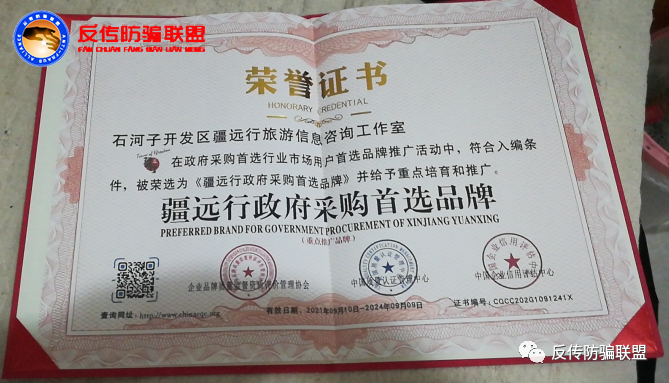 反传防骗联盟
FAN CHUAN FANG PIAN LIAN MENG
荣誉证书
HONORARY CREDENTIAL
石河子开发区疆远行旅游信息咨询工作室
在政府采购首选行业市场用户首选品牌推广活动中，符合入编条
件，被荣选为《疆远行政府采购首选品牌》并给予重点培育和推广。
疆远行政府采购首选品牌
PREFERRED BRAND FOR GOVERNMENT PROCUREMENT OF XINJIANG YUANXING
（重点推广品牌）
中国企业信用评估中心
查询网址：http://www.chinacqc.org
有效日期：2021年09月10日-2024年09月09日
证书编号：CQCC20201091241X
反传防骗联盟